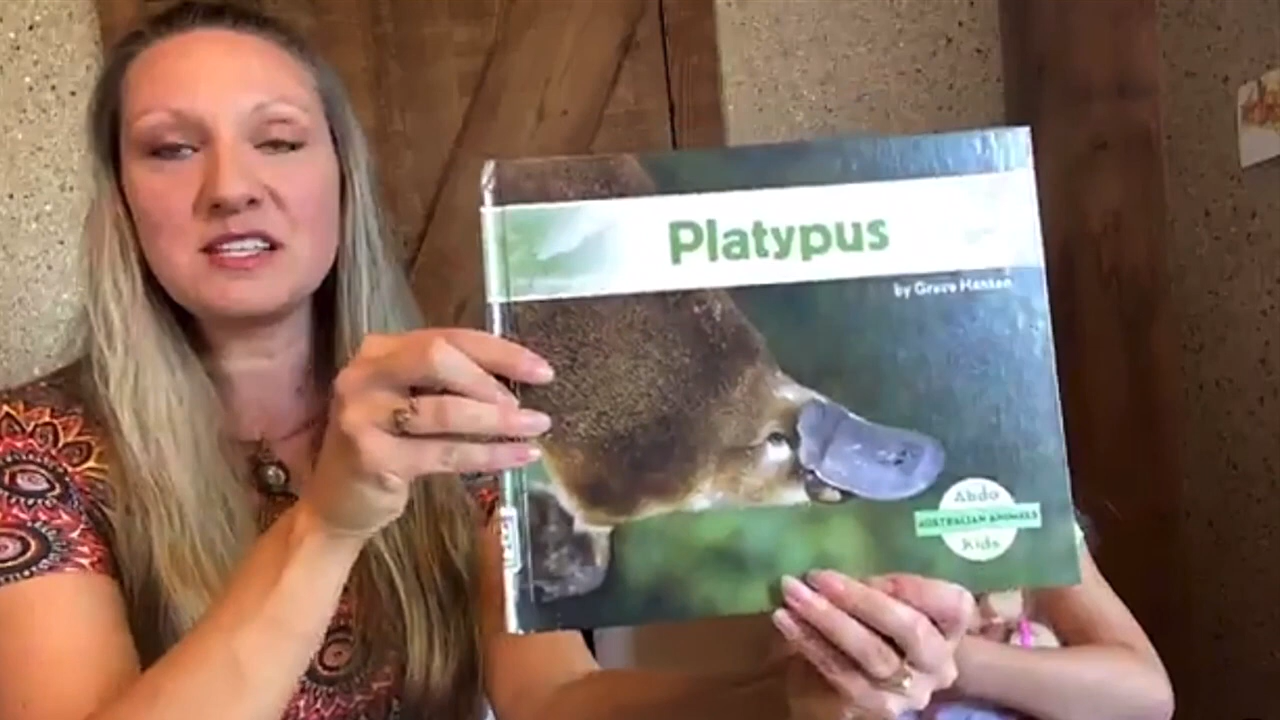 Platypus
by Grace Hansen
Abdo
AUSTRALIAN ANIMALS
Kids